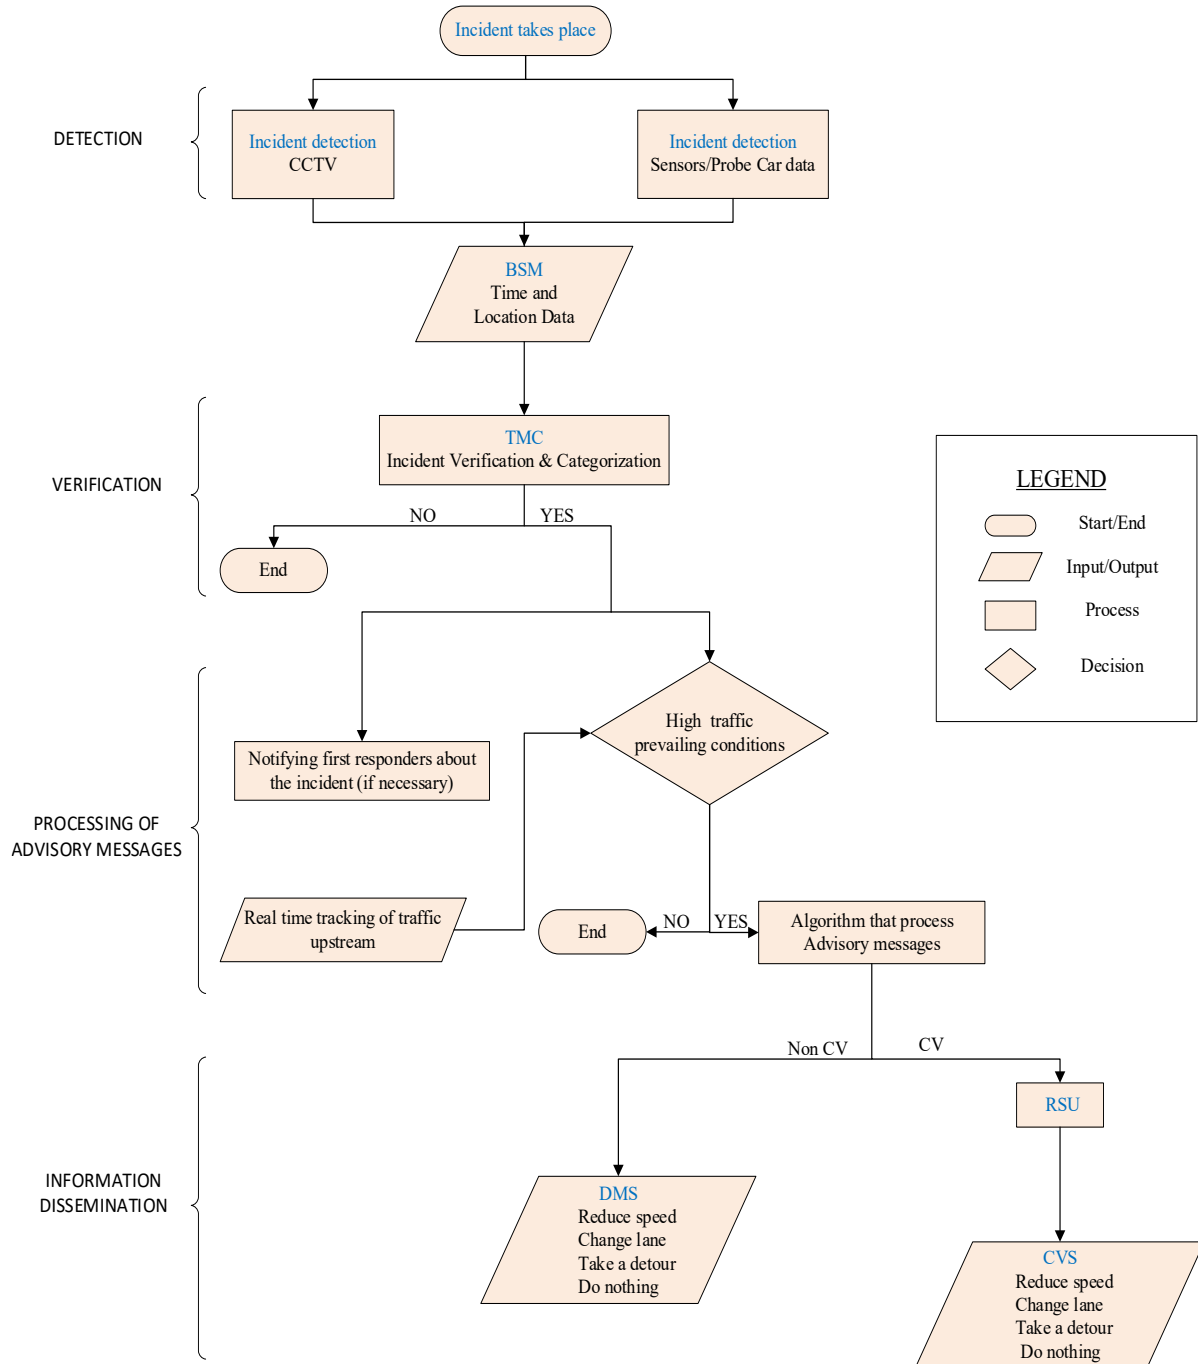 Incident takes place
DETECTION
Incident detection
CCTV
Incident detection
Sensors/Probe Car data
BSM
Time and
Location Data
VERIFICATION
TMC
Incident Verification & Categorization
NO
YES
End
LEGEND
Start/End
Input/Output
Process
Decision
PROCESSING OF
ADVISORY MESSAGES
High traffic
prevailing conditions
Notifying first responders about
the incident (if necessary)
Real time tracking of traffic
upstream
End
NO
YES
Algorithm that process
Advisory messages
Non CV
CV
RSU
INFORMATION
DISSEMINATION
DMS
Reduce speed
Change lane
Take a detour
Do nothing
CVS
Reduce speed
Change lane
Take a detour
Do nothing